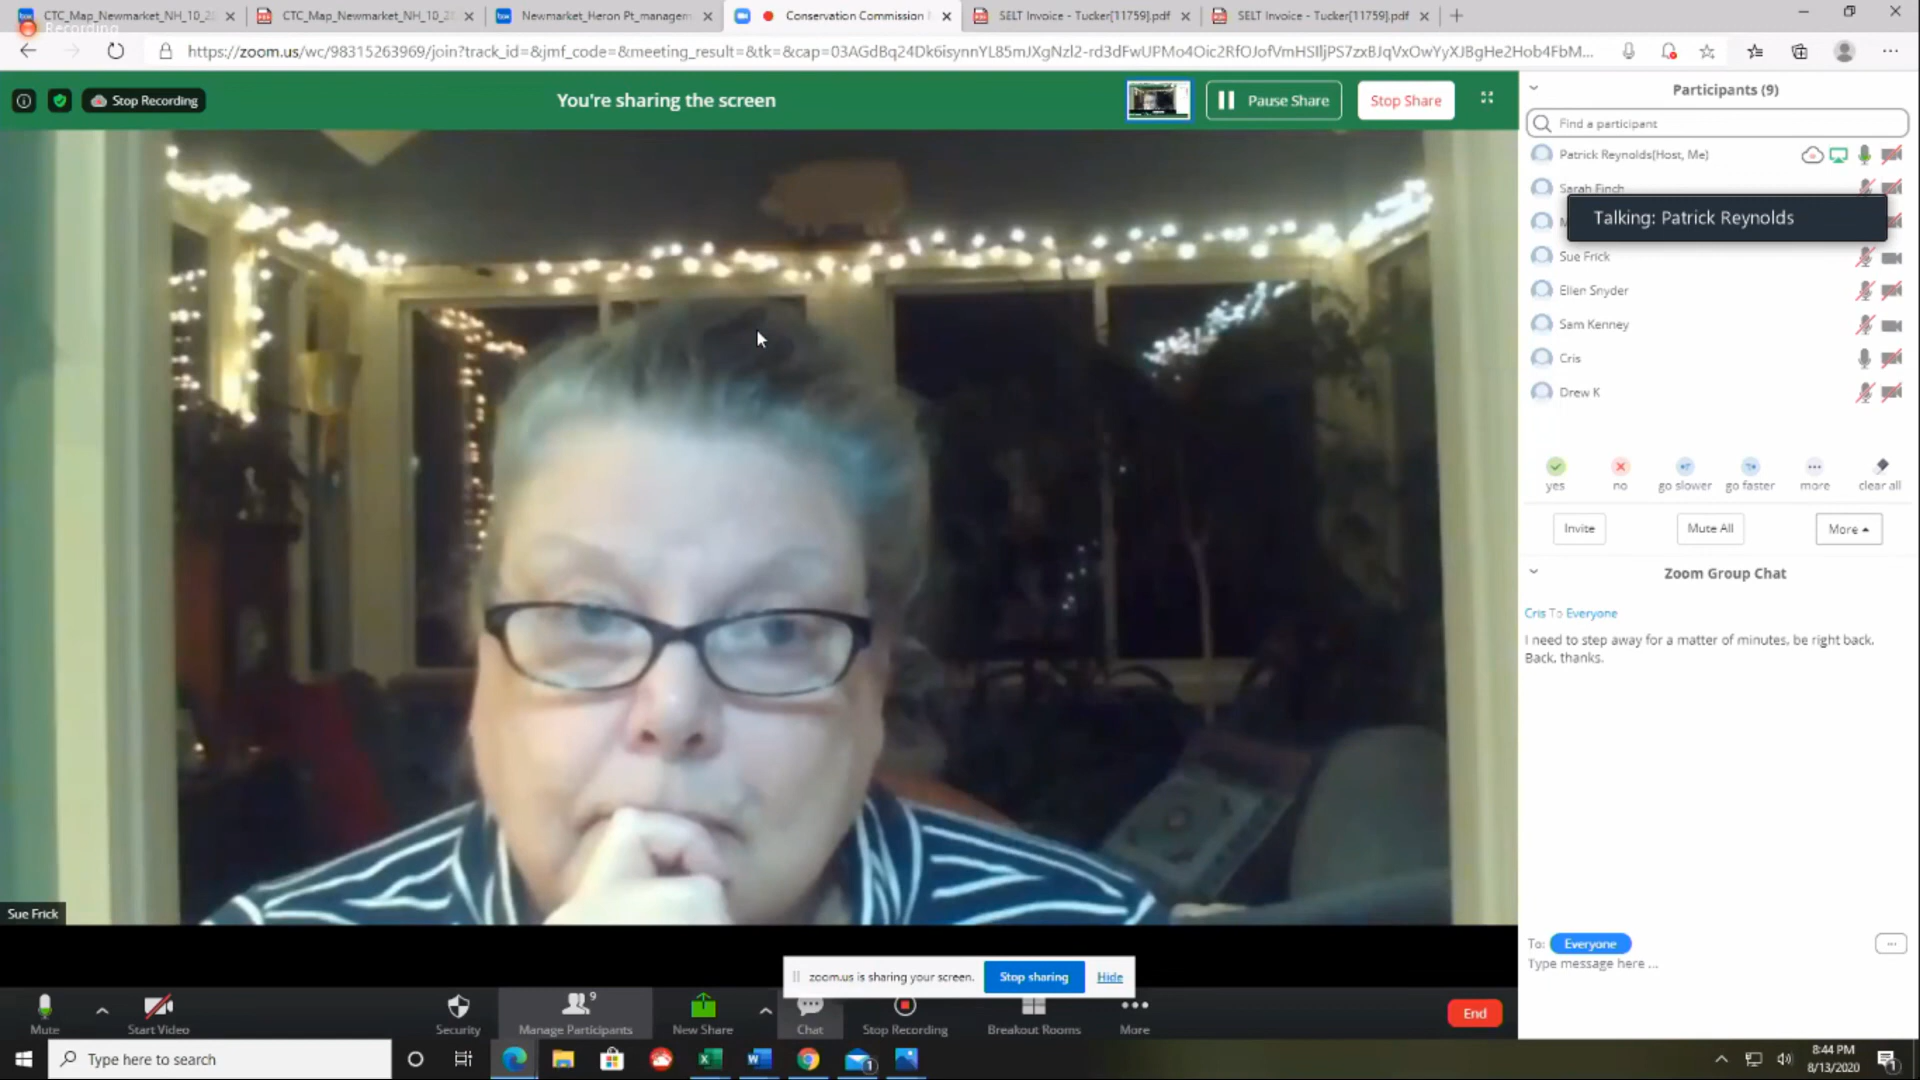 CTC_Map_Newmarket_NH_10_2
CTC_Map_Newmarket_NH_10_2
Newmarket_Heron Pt_managem
Conservation Commission
SELT Invoice - Tucker[11759].pdf
SELT Invoice - Tucker[11759].pdf
Recording
Stop Recording
You're sharing the screen
Pause Share
Stop Share
Participants (9)
Find a participant
Patrick Reynolds(Host, Me)
Sarah Finch
Talking: Patrick Reynolds
Sue Frick
Ellen Snyder
Sam Kenney
Cris
Drew K
yes
no
go slower
go faster
more
clear all
Invite
Mute All
More
Zoom Group Chat
Cris To Everyone
I need to step away for a matter of minutes, be right back.
Back, thanks.
Sue Frick
To: Everyone
Type message here ...
zoom.us is sharing your screen.
Stop sharing
Hide
Mute
Start Video
Security
9
Manage Participants
New Share
Chat
Stop Recording
Breakout Rooms
More
End
Type here to search
1
8:44 PM
8/13/2020
1